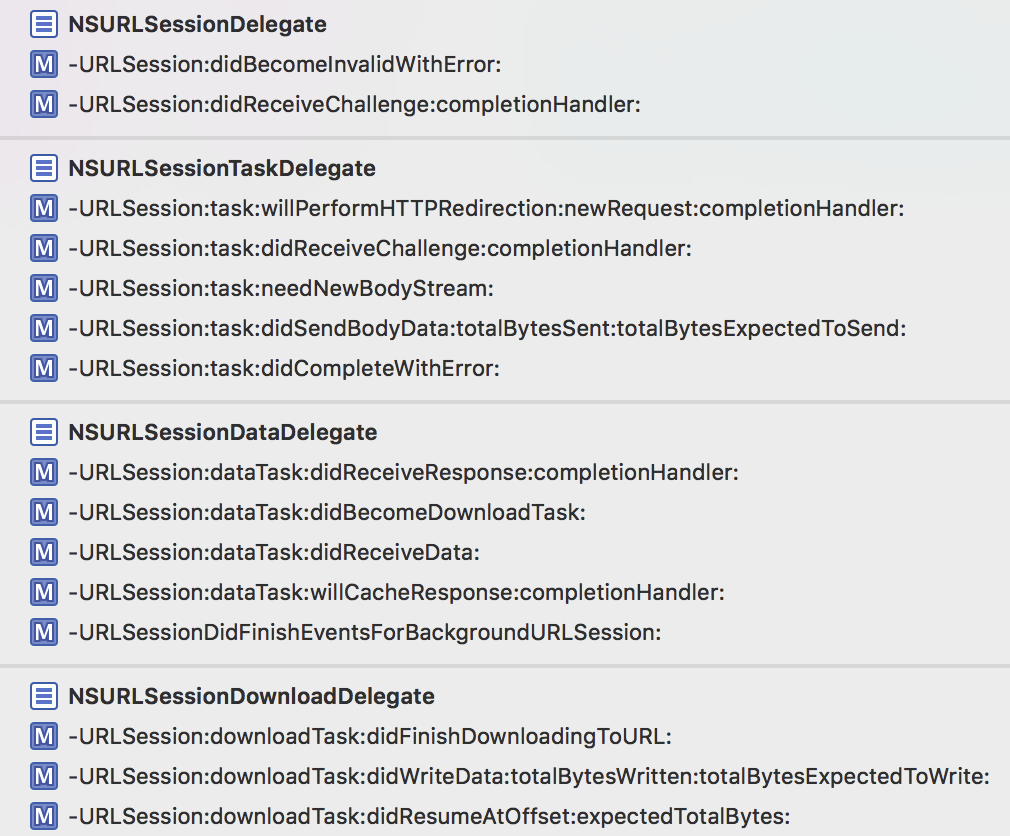 NSURLSessionDelegate
M -URLSession:didBecomeInvalidWithError:
M -URLSession:didReceiveChallenge:completionHandler:
NSURLSessionTaskDelegate
M -URLSession:task:willPerformHTTPRedirection:newRequest:completionHandler:
M -URLSession:task:didReceiveChallenge:completionHandler:
M -URLSession:task:needNewBodyStream:
M -URLSession:task:didSendBodyData:totalBytesSent:totalBytesExpectedToSend:
M -URLSession:task:didCompleteWithError:
NSURLSessionDataDelegate
M -URLSession:dataTask:didReceiveResponse:completionHandler:
M -URLSession:dataTask:didBecomeDownloadTask:
M -URLSession:dataTask:didReceiveData:
M -URLSession:dataTask:willCacheResponse:completionHandler:
M -URLSessionDidFinishEventsForBackgroundURLSession:
NSURLSessionDownloadDelegate
M -URLSession:downloadTask:didFinishDownloadingToURL:
M -URLSession:downloadTask:didWriteData:totalBytesWritten:totalBytesExpectedToWrite:
M -URLSession:downloadTask:didResumeAtOffset:expectedTotalBytes: